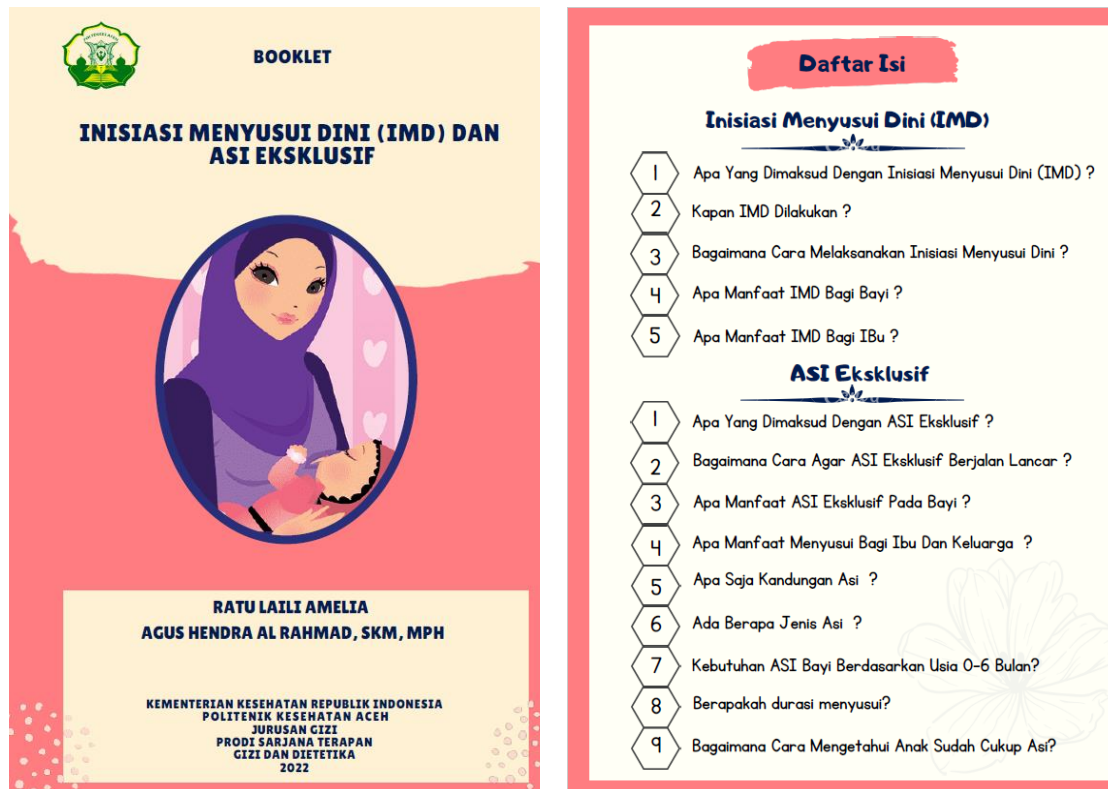 BOOKLET
INISIASI MENYUSUI DINI (IMD) DAN
ASI EKSKLUSIF
RATU LAILI AMELIA
AGUS HENDRA AL RAHMAD, SKM, MPH
KEMENTERIAN KESEHATAN REPUBLIK INDONESIA
POLITENIK KESEHATAN ACEH
JURUSAN GIZI
PRODI SARJANA TERAPAN
GIZI DAN DIETETIKA
2022
Daftar Isi
Inisiasi Menyusui Dini (IMD)
1 Apa Yang Dimaksud Dengan Inisiasi Menyusui Dini (IMD) ?
2 Kapan IMD Dilakukan ?
3 Bagaimana Cara Melaksanakan Inisiasi Menyusui Dini ?
4 Apa Manfaat IMD Bagi Bayi ?
5 Apa Manfaat IMD Bagi IBu ?
ASI Eksklusif
1 Apa Yang Dimaksud Dengan ASI Eksklusif ?
2 Bagaimana Cara Agar ASI Eksklusif Berjalan Lancar ?
3 Apa Manfaat ASI Eksklusif Pada Bayi ?
4 Apa Manfaat Menyusui Bagi Ibu Dan Keluarga ?
5 Apa Saja Kandungan Asi ?
6 Ada Berapa Jenis Asi ?
7 Kebutuhan ASI Bayi Berdasarkan Usia 0-6 Bulan?
8 Berapakah durasi menyusui?
9 Bagaimana Cara Mengetahui Anak Sudah Cukup Asi?